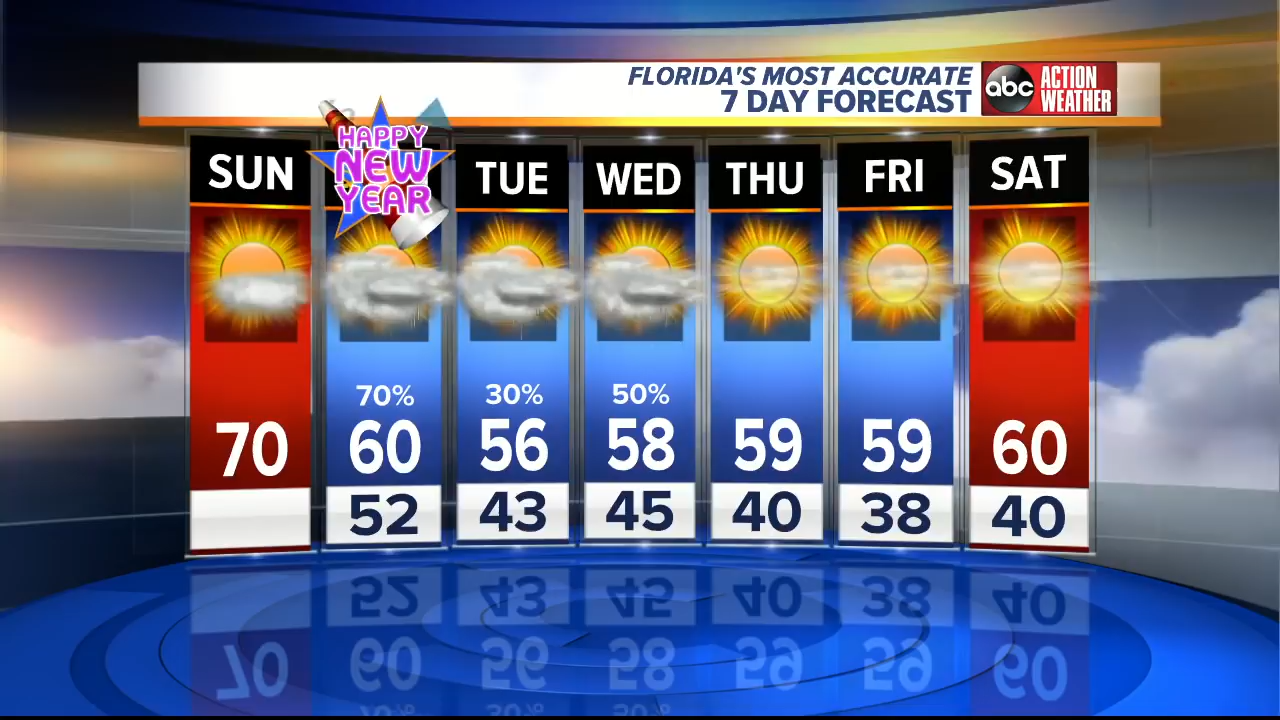 FLORIDA'S MOST ACCURATE
7 DAY FORECAST
abc
ACTION
WEATHER
SUN
HAPPY
NEW
YEAR
TUE
WED
THU
FRI
SAT
70% 30% 50%
70 60 56 58 59 59 60
52 43 45 40 38 40